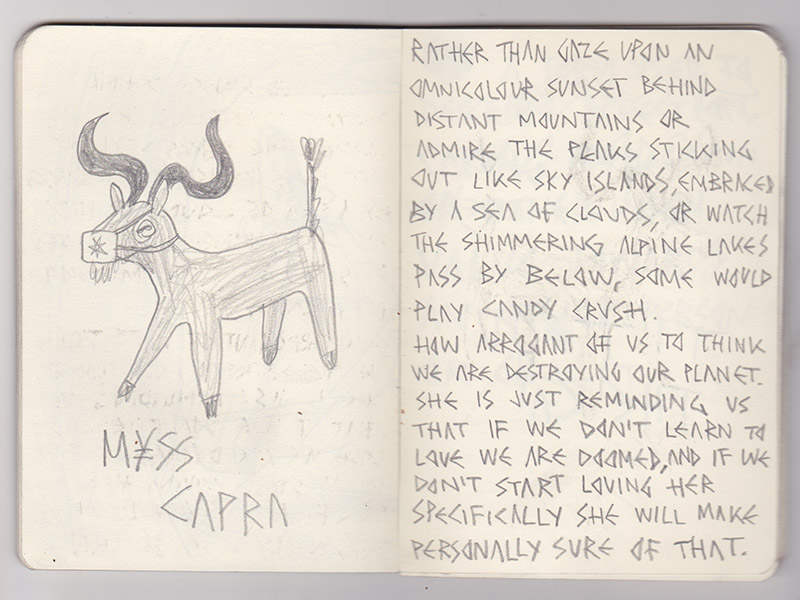 M¥SS
CAPRA
RATHER THAN GAZE UPON AN
OMNICOLOUR SUNSET BEHIND
DISTANT MOUNTAINS OR
ADMIRE THE PEAKS STICKING
OUT LIKE SKY ISLANDS, EMBRACED
BY A SEA OF CLOUDS, OR WATCH
THE SHIMMERING ALPINE LAKES
PASS BY BELOW, SOME WOULD
PLAY CANDY CRUSH.
HOW ARROGANT OF US TO THINK
WE ARE DESTROYING OUR PLANET.
SHE IS JUST REMINDING US
THAT IF WE DON'T LEARN TO
LOVE WE ARE DOOMED, AND IF WE
DON'T START LOVING HER
SPECIFICALLY SHE WILL MAKE
PERSONALLY SURE OF THAT.